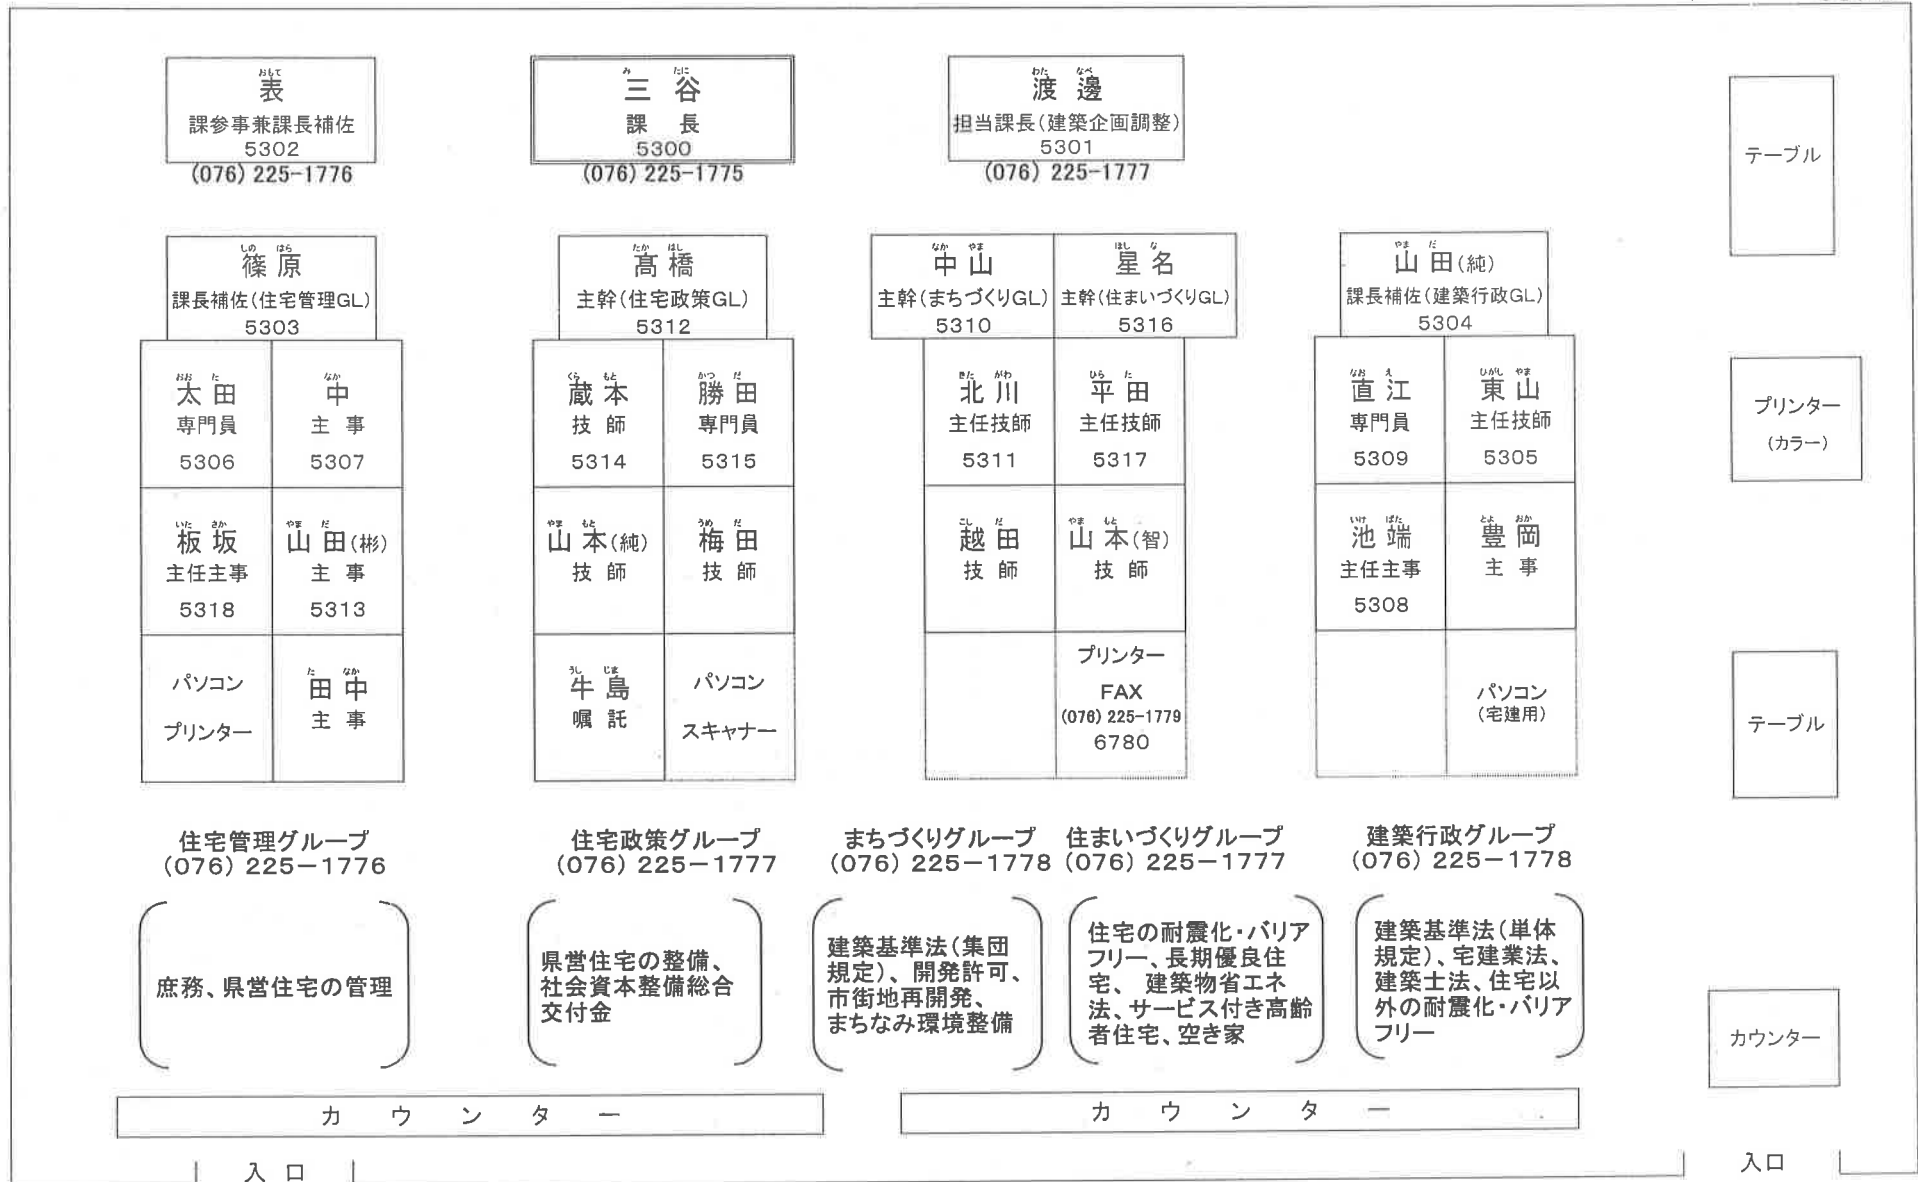 おもて
表
課参事兼課長補佐
5302
(076) 225-1776
み たに
三 谷
課 長
5300
(076) 225-1775
わた なべ
渡 邊
担当課長(建築企画調整)
5301
(076) 225-1777
テーブル
しの はら
篠 原
課長補佐(住宅管理GL)
5303
おお た
太 田
専門員
5306
なか
中
主 事
5307
いた さか
板 坂
主任主事
5318
やま だ
山 田(彬)
主 事
5313
パソコン
プリンター
た なか
田 中
主 事
たか はし
髙 橋
主幹(住宅政策GL)
5312
くら もと
蔵 本
技 師
5314
かつ だ
勝 田
専門員
5315
やま もと
山 本(純)
技 師
うめ だ
梅 田
技 師
うし じま
牛 島
嘱 託
パソコン
スキャナー
なか やま
中 山
主幹(まちづくりGL)
5310
ほし な
星 名
主幹(住まいづくりGL)
5316
きた がわ
北 川
主任技師
5311
ひら た
平 田
主任技師
5317
こし だ
越 田
技 師
やま もと
山 本(智)
技 師
プリンター
FAX
(076) 225-1779
6780
やま だ
山 田(純)
課長補佐(建築行政GL)
5304
なお え
直 江
専門員
5309
ひがし やま
東 山
主任技師
5305
いけ ばた
池 端
主任主事
5308
とよ おか
豊 岡
主 事
パソコン
(宅建用)
プリンター
(カラー)
テーブル
住宅管理グループ
(076) 225-1776
住宅政策グループ
(076) 225-1777
まちづくりグループ
(076) 225-1778
住まいづくりグループ
(076) 225-1777
建築行政グループ
(076) 225-1778
庶務、県営住宅の管理
県営住宅の整備、
社会資本整備総合
交付金
建築基準法(集団
規定)、開発許可、
市街地再開発、
まちなみ環境整備
住宅の耐震化・バリア
フリー、長期優良住
宅、 建築物省エネ
法、サービス付き高齢
者住宅、空き家
建築基準法(単体
規定)、宅建業法、
建築士法、住宅以
外の耐震化・バリア
フリー
カウンター
カ ウ ン タ ー
カ ウ ン タ ー
入 口
入口